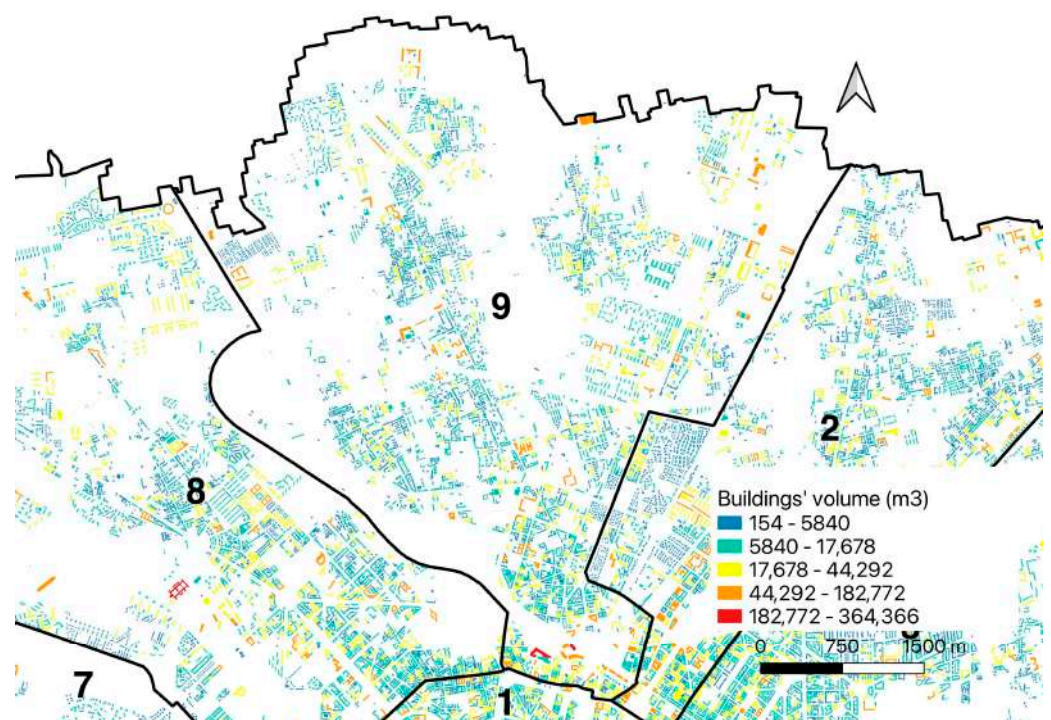 9
2
8
Buildings' volume (m3)
154 - 5840
5840 - 17,678
17,678 - 44,292
44,292 - 182,772
182,772 - 364,366
0 750 1500 m
7
1